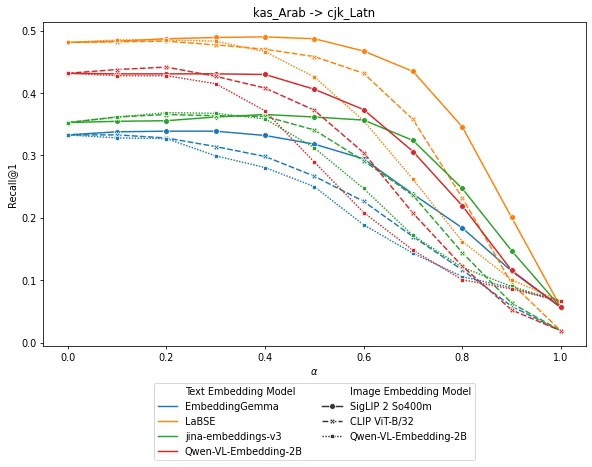 kas_Arab -> cjk_Latn
Recall@1
0.5
0.4
0.3
0.2
0.1
0.0
0.0 0.2 0.4 0.6 0.8 1.0
α
Text Embedding Model Image Embedding Model
EmbeddingGemma SigLIP 2 So400m
LaBSE CLIP ViT-B/32
jina-embeddings-v3 Qwen-VL-Embedding-2B
Qwen-VL-Embedding-2B